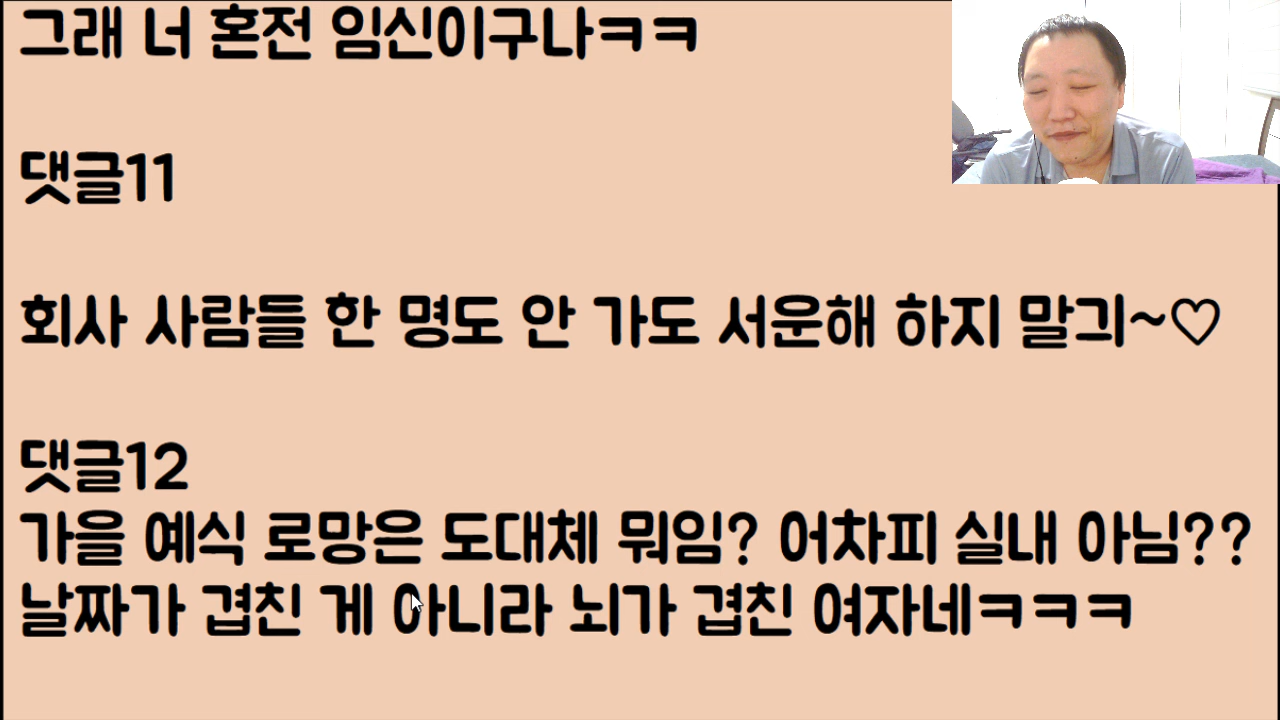 그래 너 혼전 임신이구나ㅋㅋ
댓글11
회사 사람들 한 명도 안 가도 서운해 하지 말긔~♡
댓글12
가을 예식 로망은 도대체 뭐임? 어차피 실내 아님??
날짜가 겹친 게 아니라 뇌가 겹친 여자네ㅋㅋㅋ